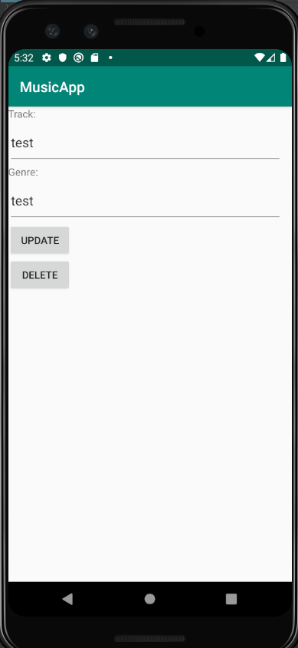 5:32
MusicApp
Track:
test
Genre:
test
UPDATE
DELETE